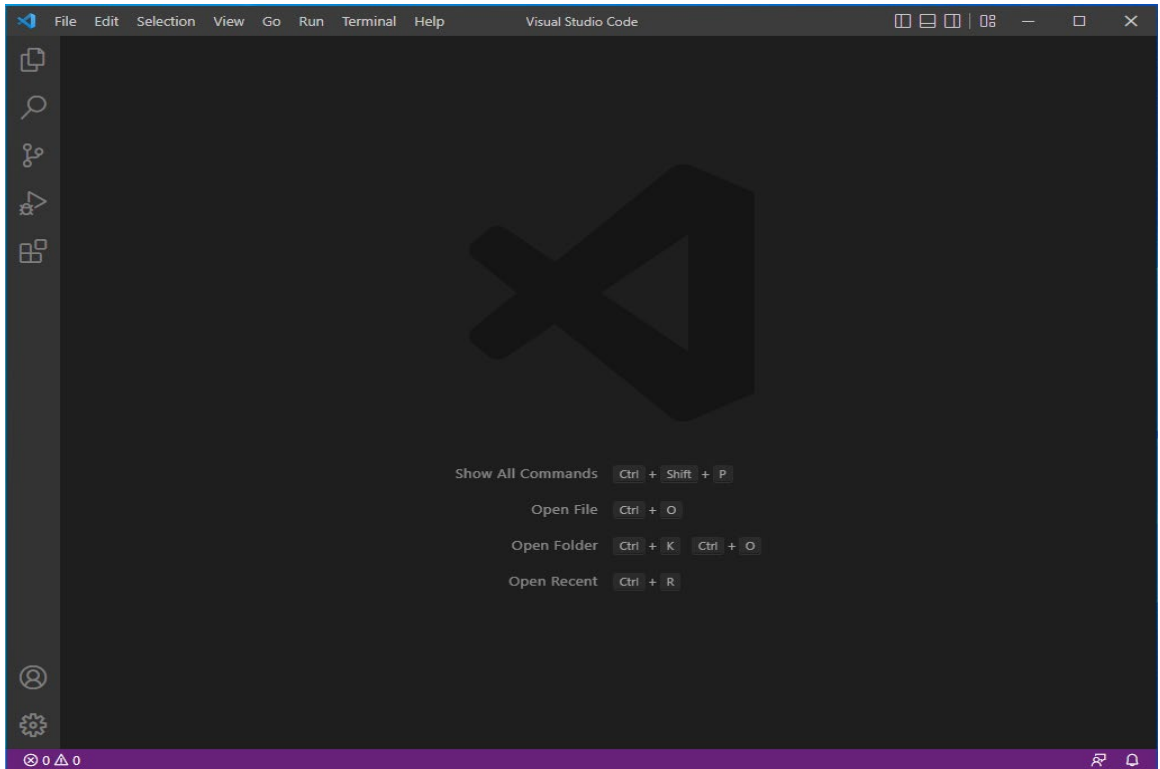 File Edit Selection View Go Run Terminal Help Visual Studio Code
Show All Commands Ctrl + Shift + P
Open File Ctrl + O
Open Folder Ctrl + K Ctrl + O
Open Recent Ctrl + R
0 0